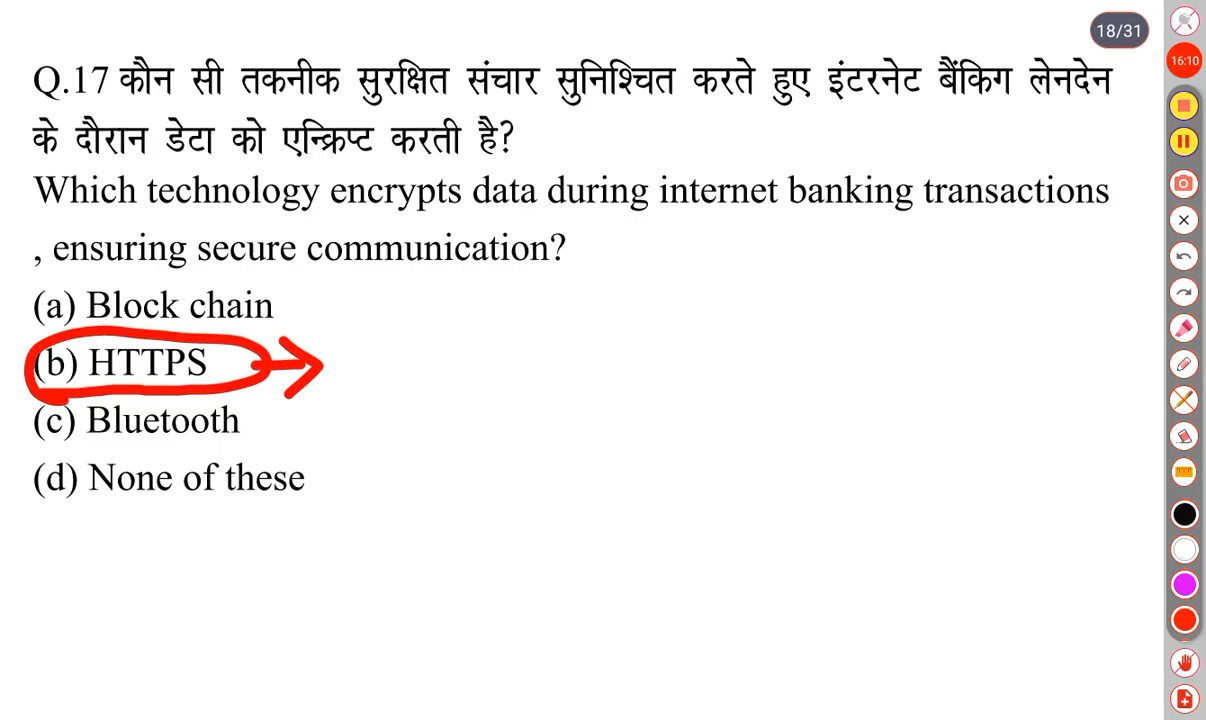 18/31
16:10
Q.17 कौन सी तकनीक सुरक्षित संचार सुनिश्चित करते हुए इंटरनेट बैंकिग लेनदेन
के दौरान डेटा को एन्क्रिप्ट करती है?
Which technology encrypts data during internet banking transactions
, ensuring secure communication?
(a) Block chain
(b) HTTPS
(c) Bluetooth
(d) None of these